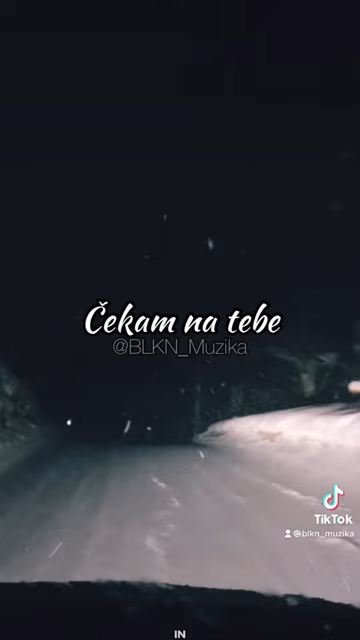 Čekam na tebe
@BLKN_Muzika
TikTok
@blkn_muzika
IN